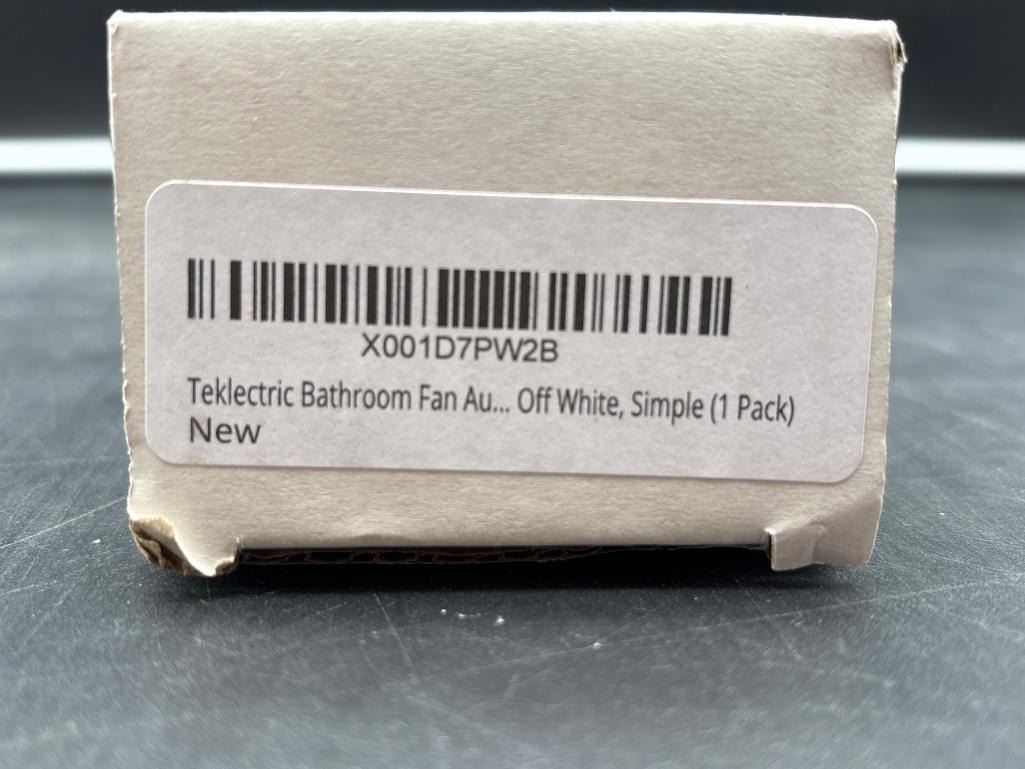 X001D7PW2B
Teklectric Bathroom Fan Au... Off White, Simple (1 Pack)
New